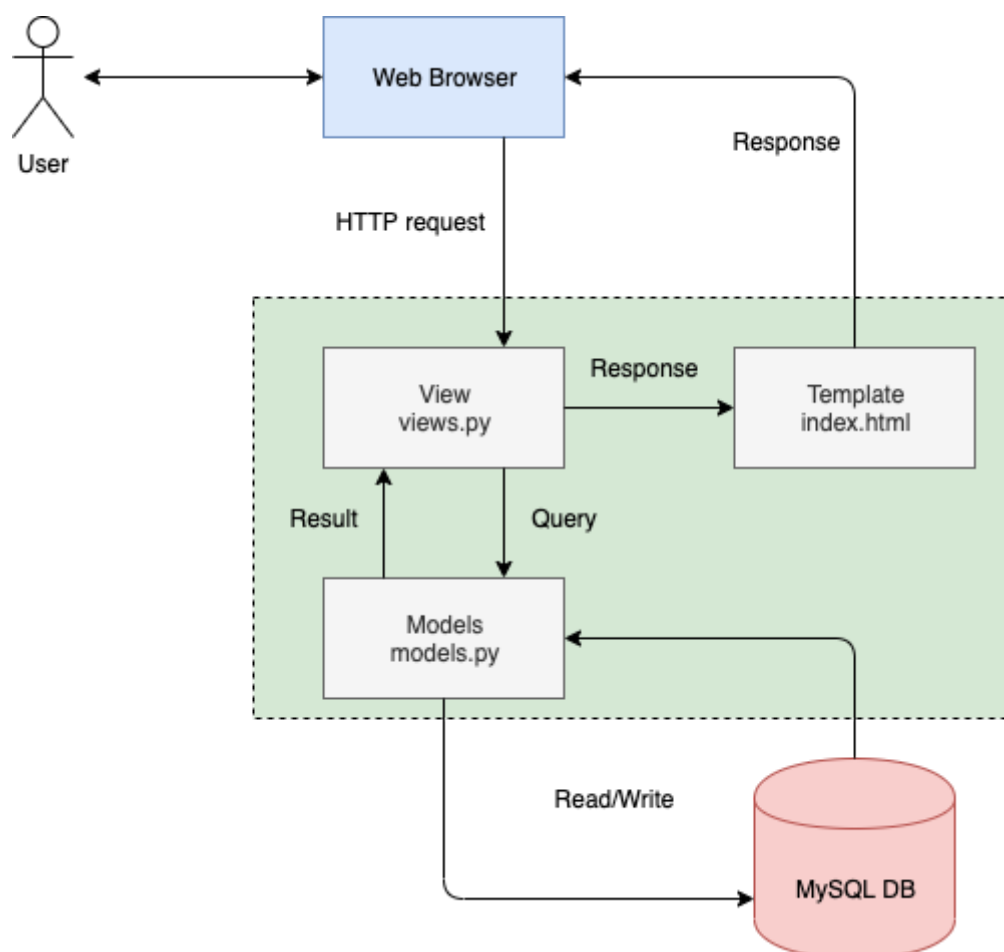 Web Browser
Response
User
HTTP request
Response
View
views.py
Template
index.html
Result
Query
Models
models.py
Read/Write
MySQL DB